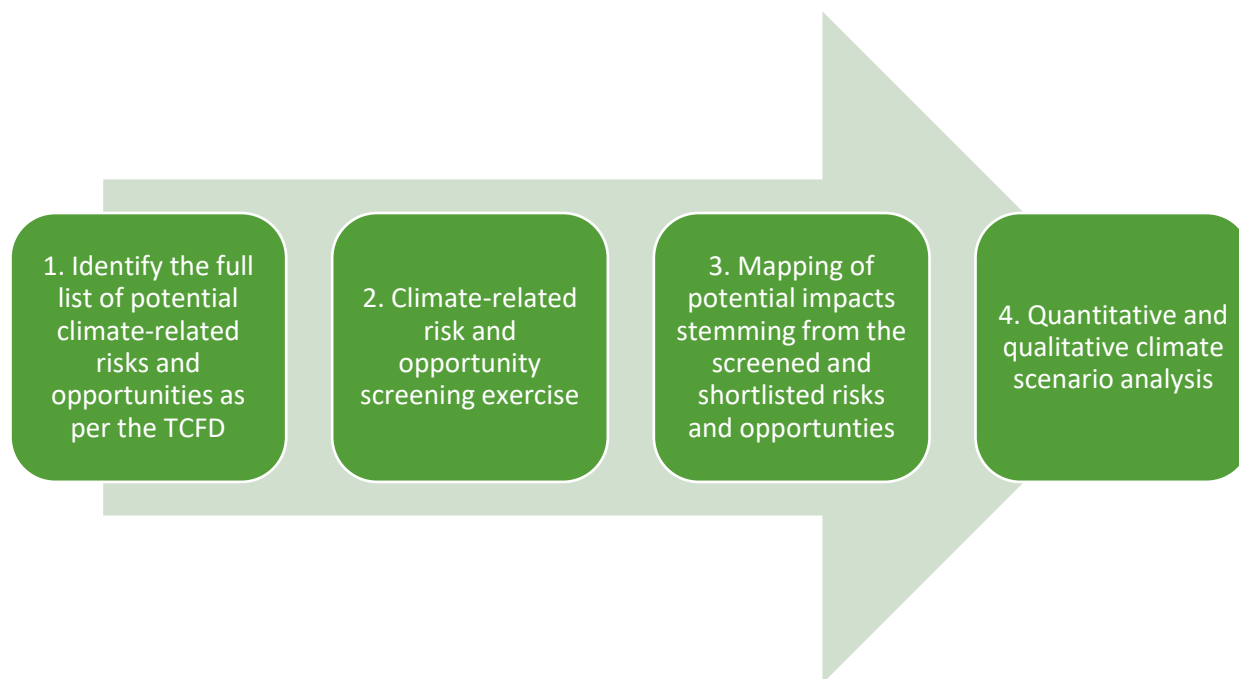 1. Identify the full
list of potential
climate-related
risks and
opportunities as
per the TCFD
2. Climate-related
risk and
opportunity
screening exercise
3. Mapping of
potential impacts
stemming from the
screened and
shortlisted risks
and opportunties
4. Quantitative and
qualitative climate
scenario analysis